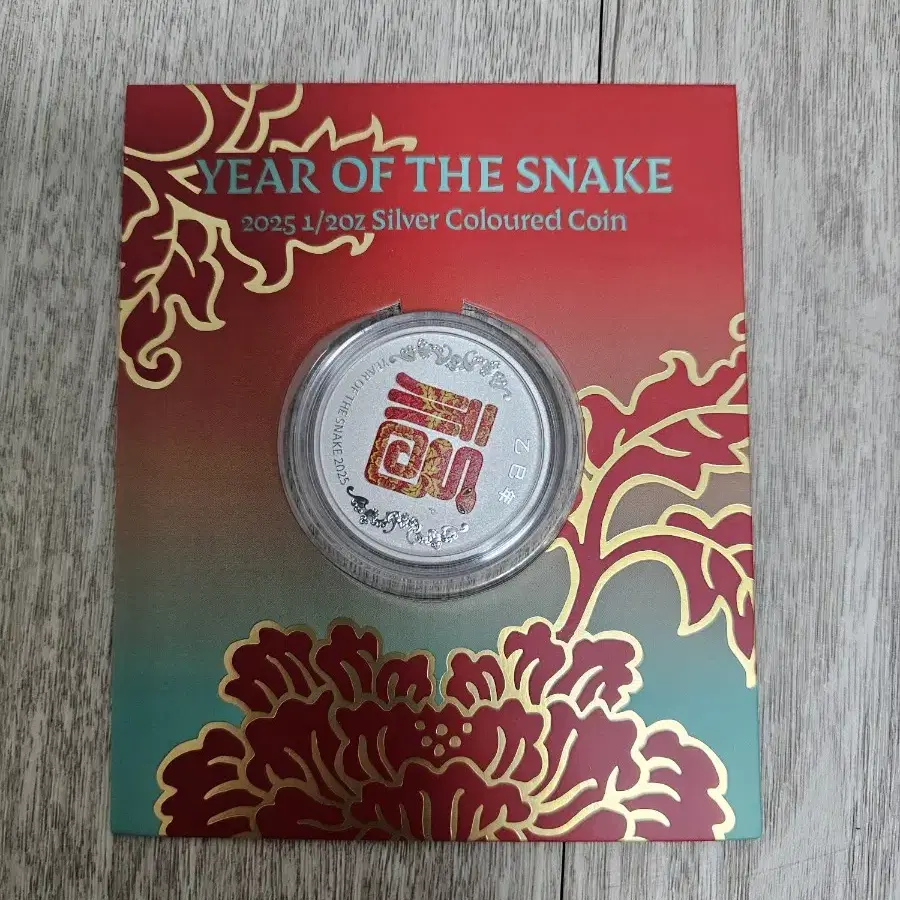 YEAR OF THE SNAKE
2025 1/2oz Silver Coloured Coin
乙巳年
YEAR OF THE SNAKE 2025